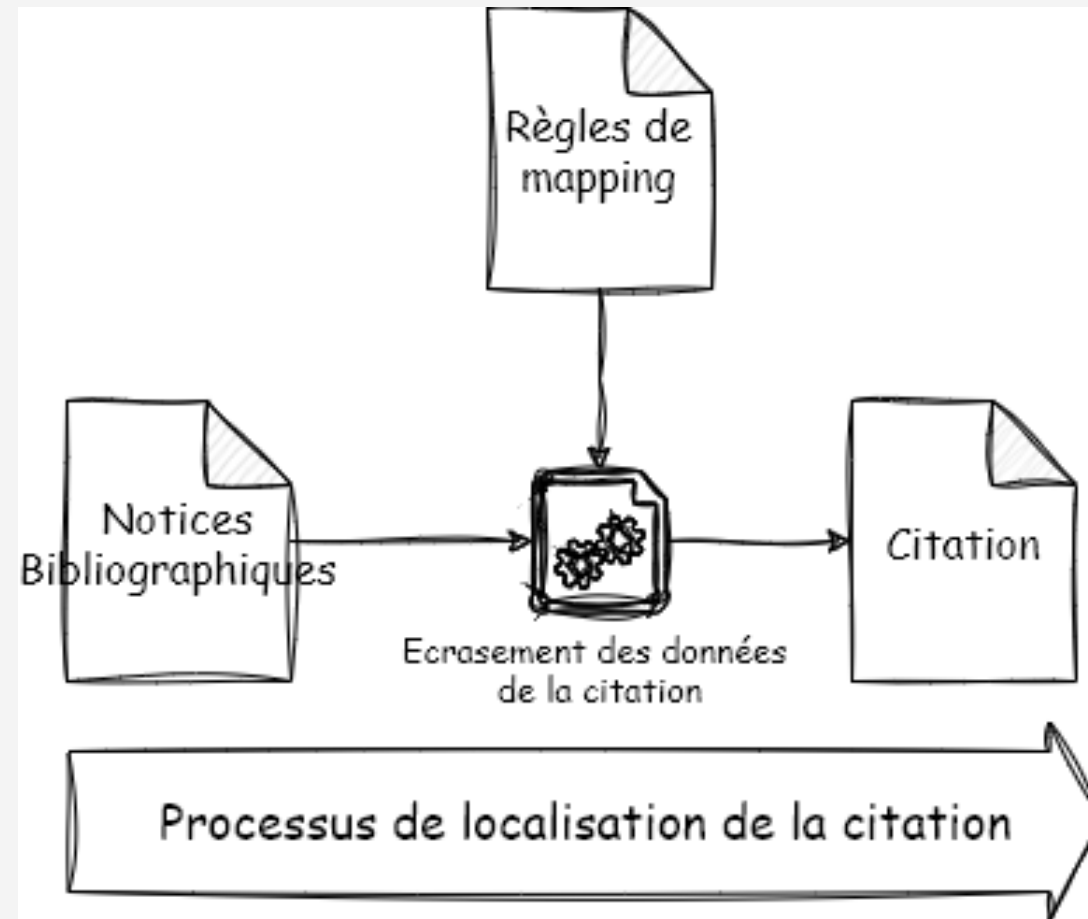 Règles de
mapping
Notices
Bibliographiques
Citation
Ecrasement des données
de la citation
Processus de localisation de la citation